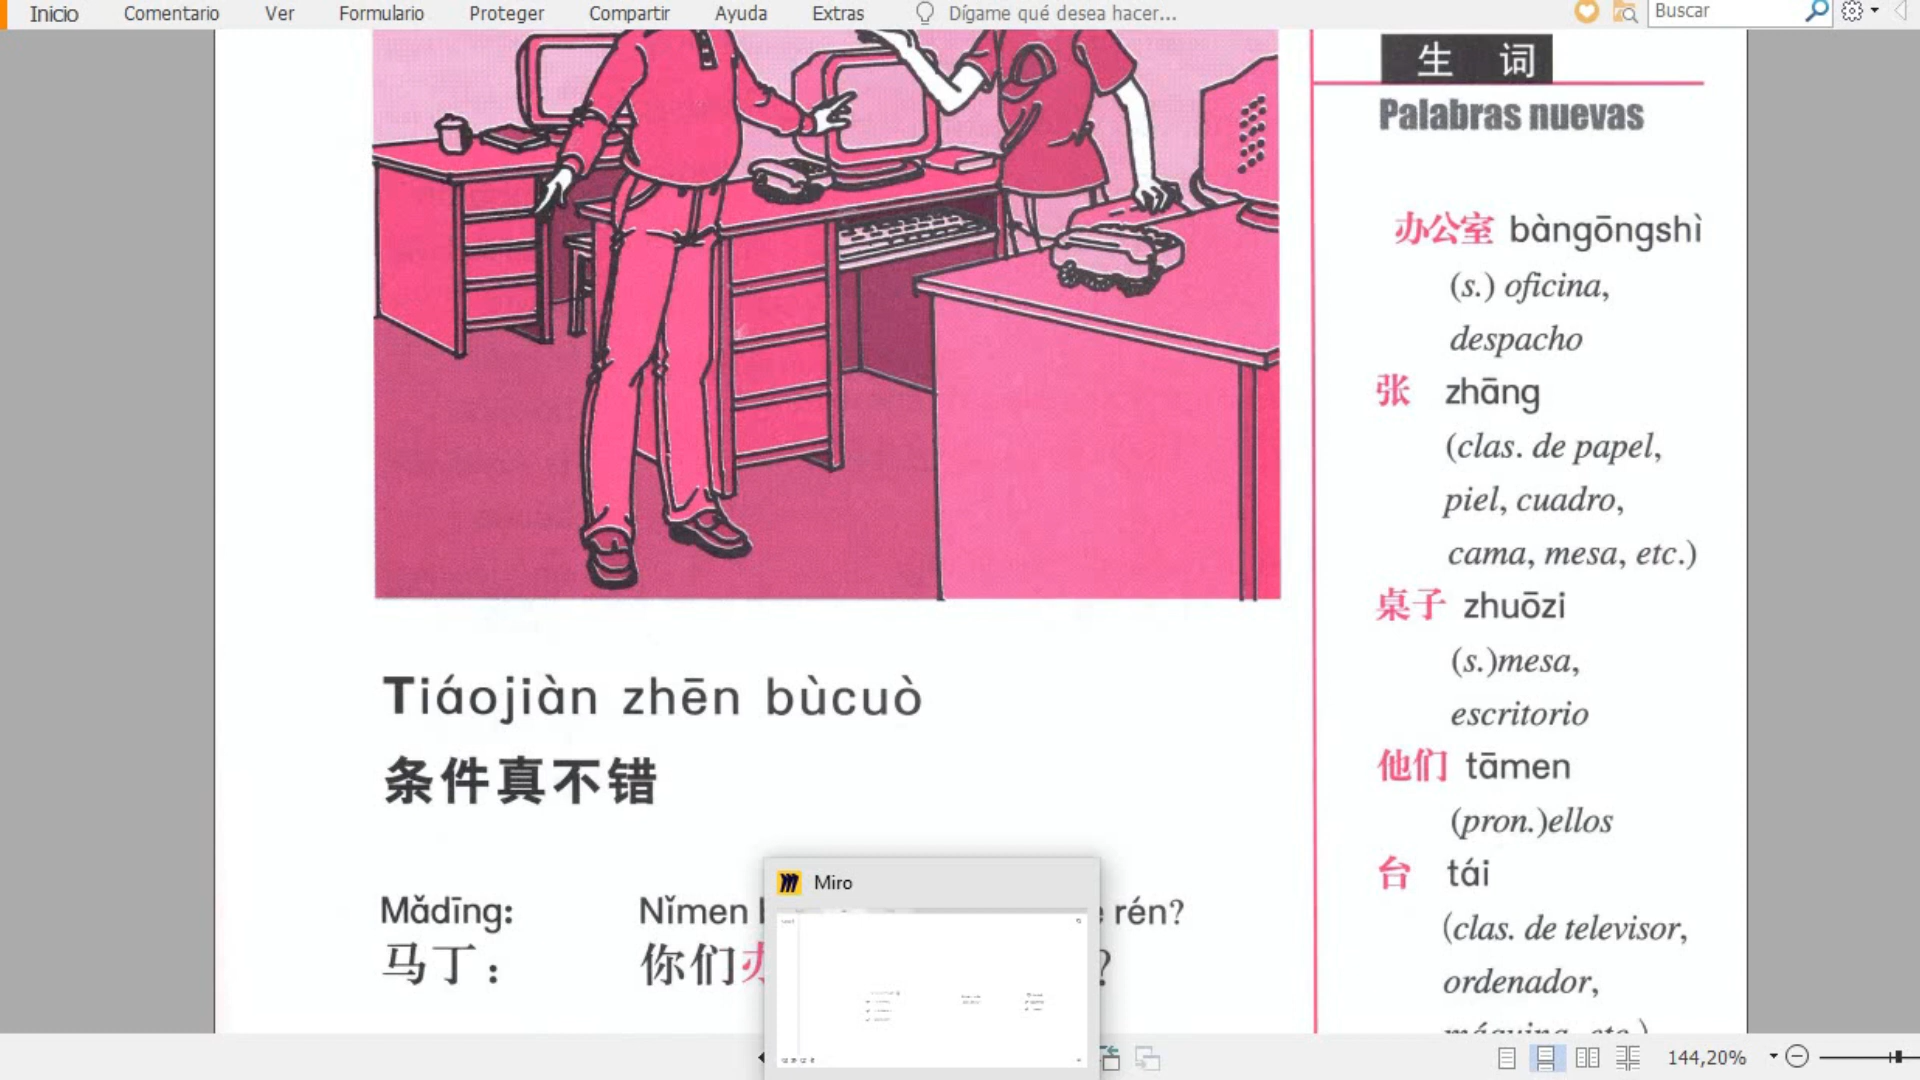 Inicio Comentario Ver Formulario Proteger Compartir Ayuda Extras Dígame qué desea hacer... Buscar
生 词
Palabras nuevas
办公室 bàngōngshì
(s.) oficina,
despacho
张 zhāng
(clas. de papel,
piel, cuadro,
cama, mesa, etc.)
桌子 zhuōzi
(s.)mesa,
escritorio
他们 tāmen
(pron.)ellos
台 tái
(clas. de televisor,
ordenador,
Tiáojiàn zhēn bùcuò
条件真不错
Mǎdīng: Nǐmen rén?
马丁： 你们 ?
Miro
144,20%